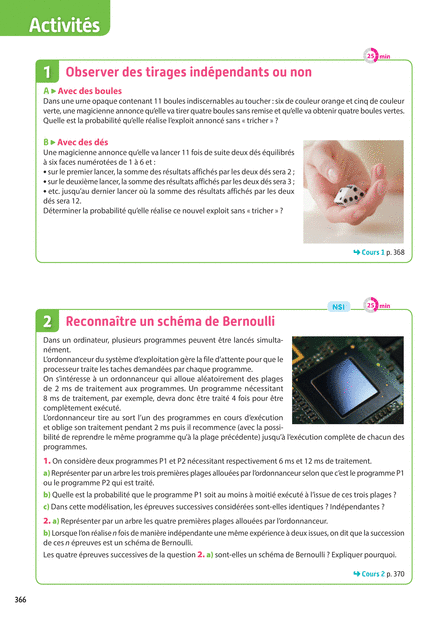 Activités
25 min
1 Observer des tirages indépendants ou non
A ▶ Avec des boules
Dans une urne opaque contenant 11 boules indiscernables au toucher : six de couleur orange et cinq de couleur
verte, une magicienne annonce qu'elle va tirer quatre boules sans remise et qu'elle va obtenir quatre boules vertes.
Quelle est la probabilité qu'elle réalise l'exploit annoncé sans « tricher » ?
B ▶ Avec des dés
Une magicienne annonce qu'elle va lancer 11 fois de suite deux dés équilibrés
à six faces numérotées de 1 à 6 et :
• sur le premier lancer, la somme des résultats affichés par les deux dés sera 2 ;
• sur le deuxième lancer, la somme des résultats affichés par les deux dés sera 3 ;
• etc. jusqu'au dernier lancer où la somme des résultats affichés par les deux
dés sera 12.
Déterminer la probabilité qu'elle réalise ce nouvel exploit sans « tricher » ?
↪ Cours 1 p. 368
NSI
25 min
2 Reconnaître un schéma de Bernoulli
Dans un ordinateur, plusieurs programmes peuvent être lancés simulta-
nément.
L'ordonnanceur du système d'exploitation gère la file d'attente pour que le
processeur traite les taches demandées par chaque programme.
On s'intéresse à un ordonnanceur qui alloue aléatoirement des plages
de 2 ms de traitement aux programmes. Un programme nécessitant
8 ms de traitement, par exemple, devra donc être traité 4 fois pour être
complètement exécuté.
L'ordonnanceur tire au sort l'un des programmes en cours d'exécution
et oblige son traitement pendant 2 ms puis il recommence (avec la possi-
bilité de reprendre le même programme qu'à la plage précédente) jusqu'à l'exécution complète de chacun des
programmes.
1. On considère deux programmes P1 et P2 nécessitant respectivement 6 ms et 12 ms de traitement.
a) Représenter par un arbre les trois premières plages allouées par l'ordonnanceur selon que c'est le programme P1
ou le programme P2 qui est traité.
b) Quelle est la probabilité que le programme P1 soit au moins à moitié exécuté à l'issue de ces trois plages ?
c) Dans cette modélisation, les épreuves successives considérées sont-elles identiques ? Indépendantes ?
2. a) Représenter par un arbre les quatre premières plages allouées par l'ordonnanceur.
b) Lorsque l'on réalise n fois de manière indépendante une même expérience à deux issues, on dit que la succession
de ces n épreuves est un schéma de Bernoulli.
Les quatre épreuves successives de la question 2. a) sont-elles un schéma de Bernoulli ? Expliquer pourquoi.
↪ Cours 2 p. 370
366